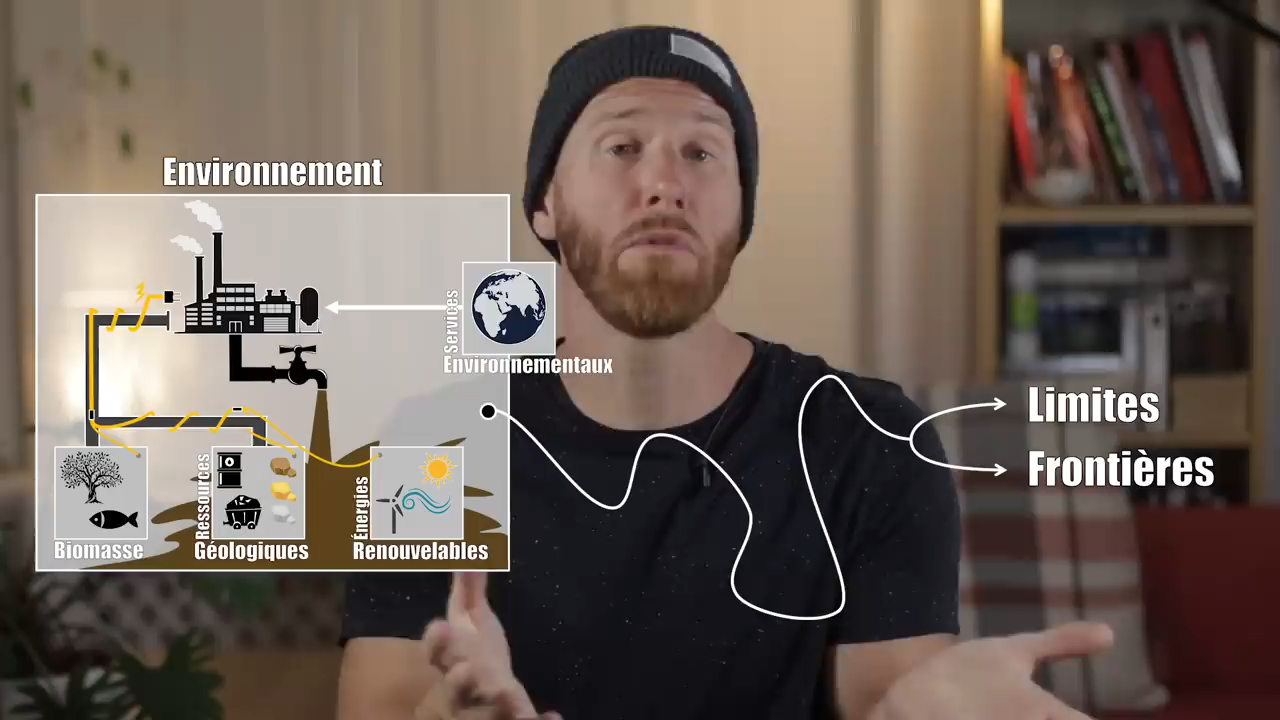 Environnement
Services
Environnementaux
Limites
Frontières
Biomasse
Ressources
Géologiques
Énergies
Renouvelables